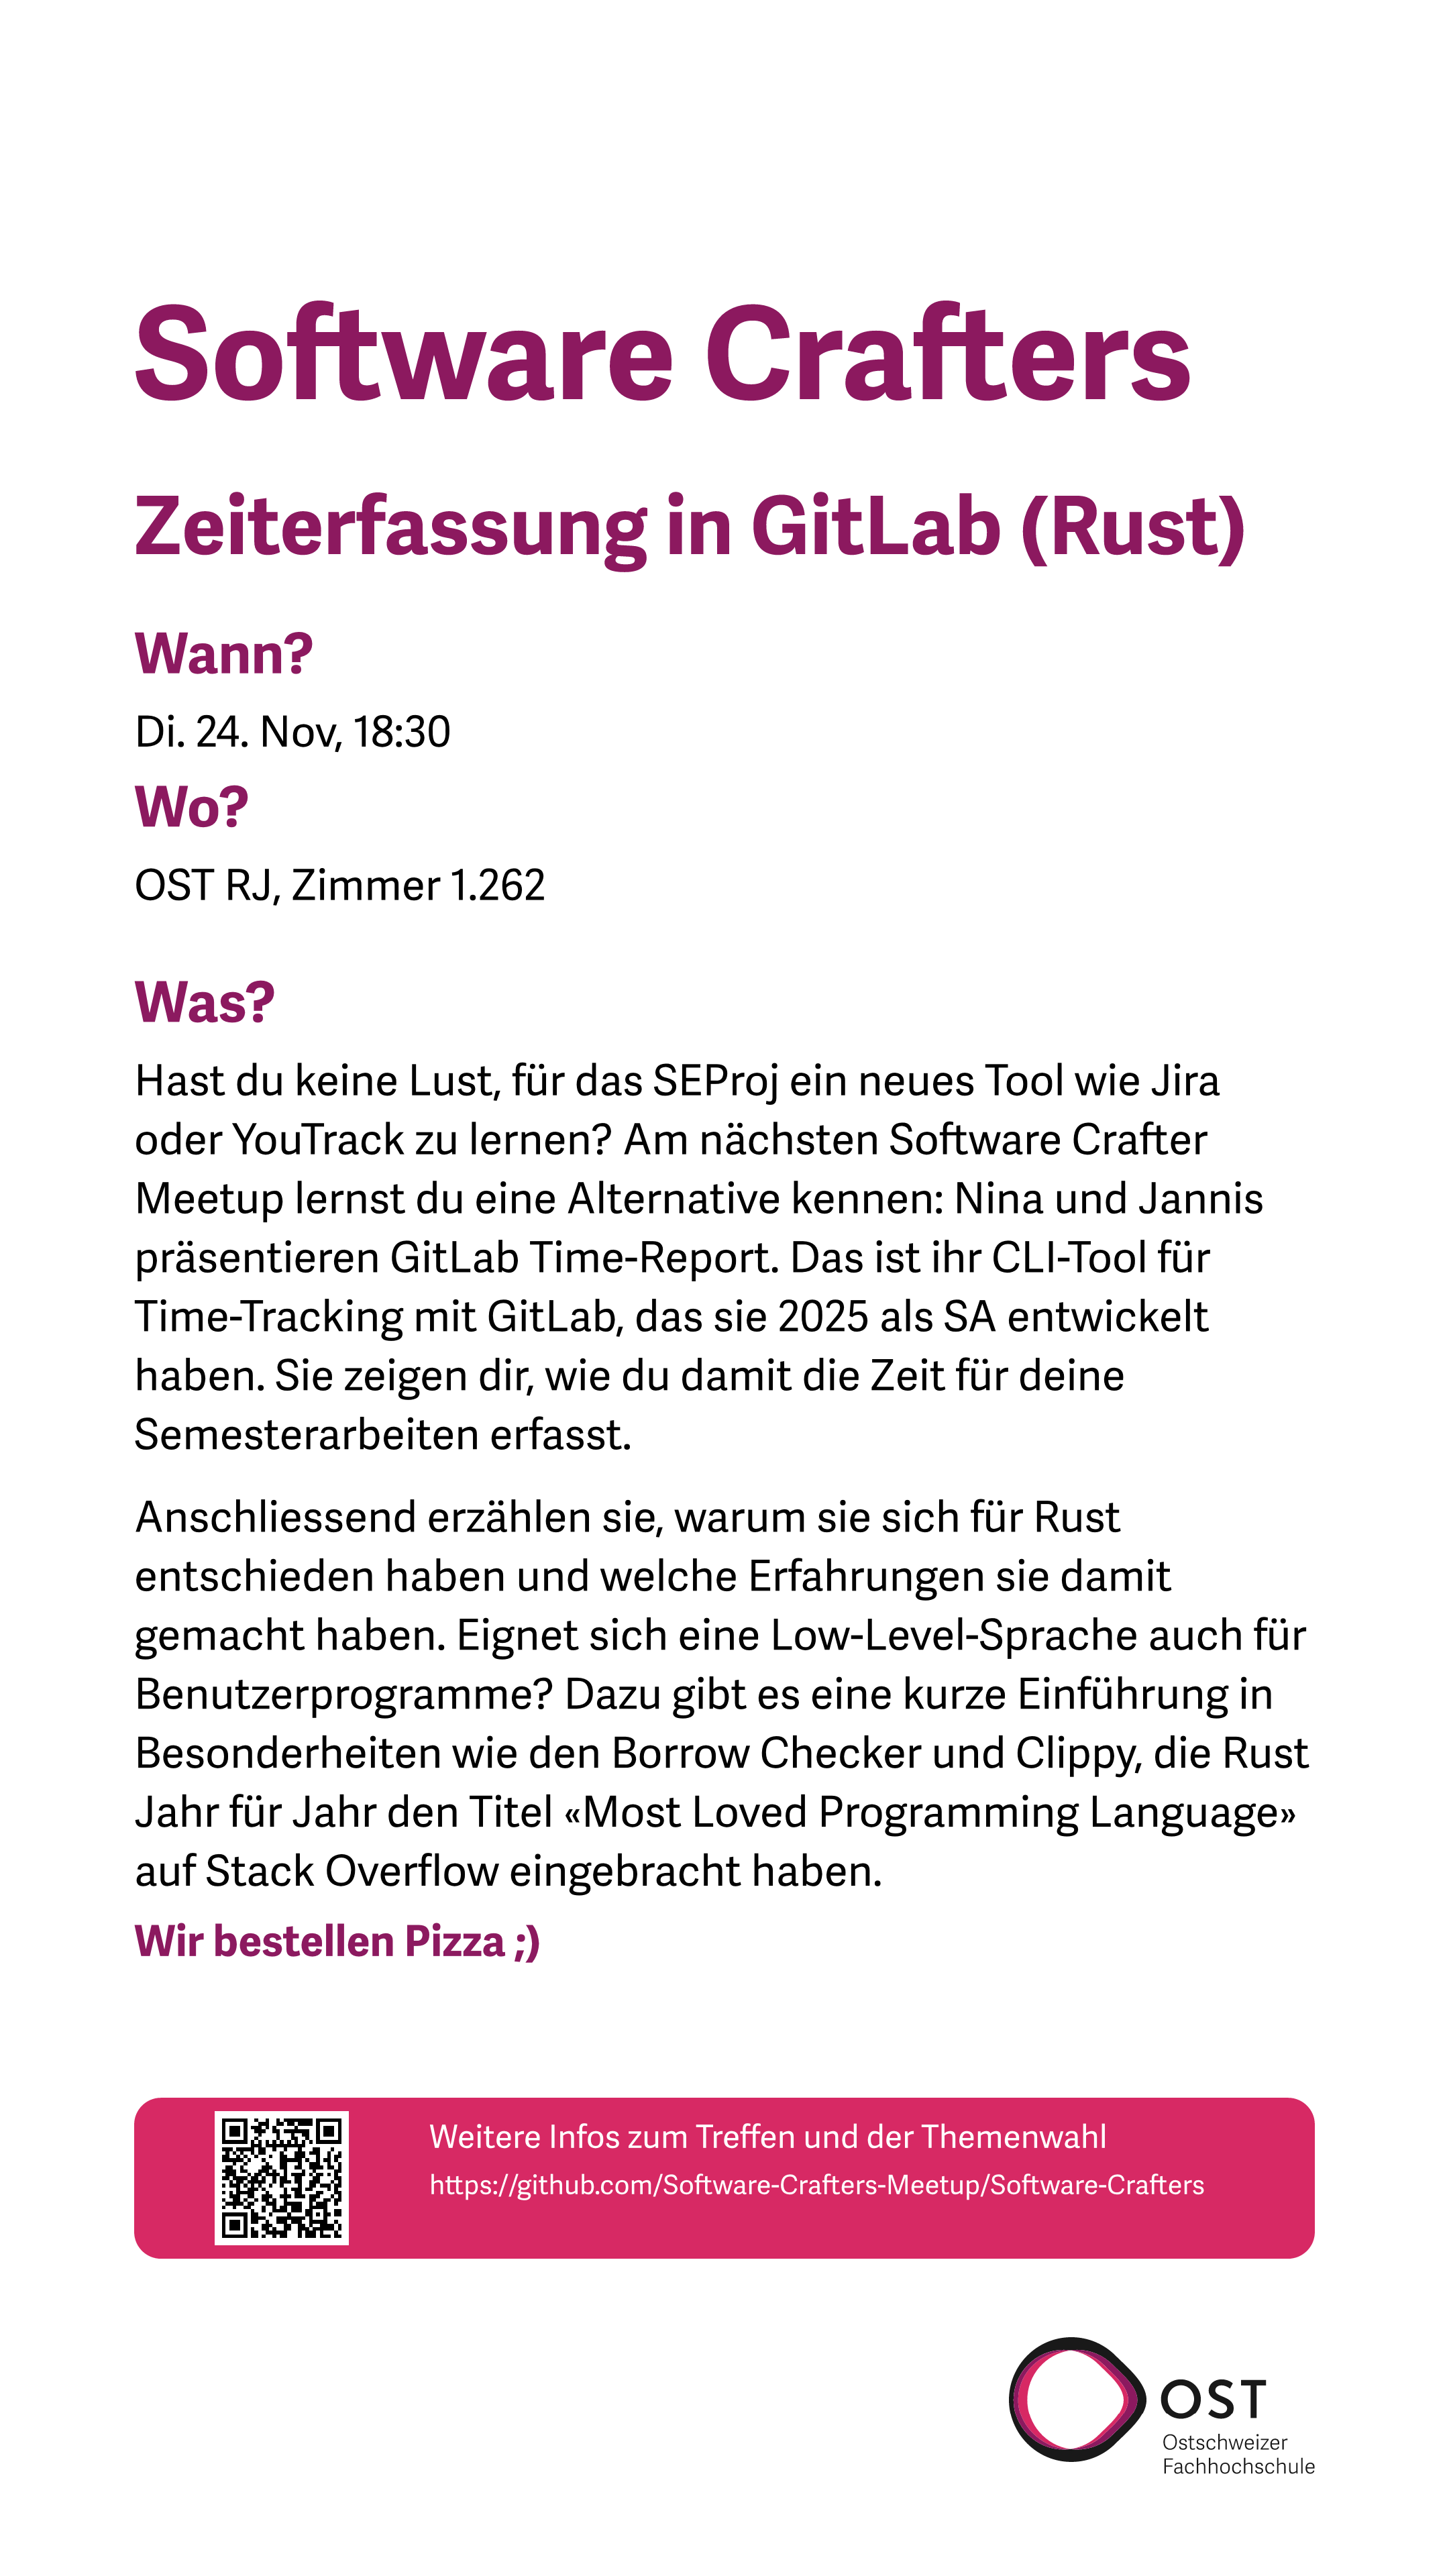 Software Crafters
Zeiterfassung in GitLab (Rust)
Wann?
Di. 24. Nov, 18:30
Wo?
OST RJ, Zimmer 1.262
Was?
Hast du keine Lust, für das SEProj ein neues Tool wie Jira
oder YouTrack zu lernen? Am nächsten Software Crafter
Meetup lernst du eine Alternative kennen: Nina und Jannis
präsentieren GitLab Time-Report. Das ist ihr CLI-Tool für
Time-Tracking mit GitLab, das sie 2025 als SA entwickelt
haben. Sie zeigen dir, wie du damit die Zeit für deine
Semesterarbeiten erfasst.
Anschliessend erzählen sie, warum sie sich für Rust
entschieden haben und welche Erfahrungen sie damit
gemacht haben. Eignet sich eine Low-Level-Sprache auch für
Benutzerprogramme? Dazu gibt es eine kurze Einführung in
Besonderheiten wie den Borrow Checker und Clippy, die Rust
Jahr für Jahr den Titel «Most Loved Programming Language»
auf Stack Overflow eingebracht haben.
Wir bestellen Pizza ;)
Weitere Infos zum Treffen und der Themenwahl
https://github.com/Software-Crafters-Meetup/Software-Crafters
OST
Ostschweizer
Fachhochschule